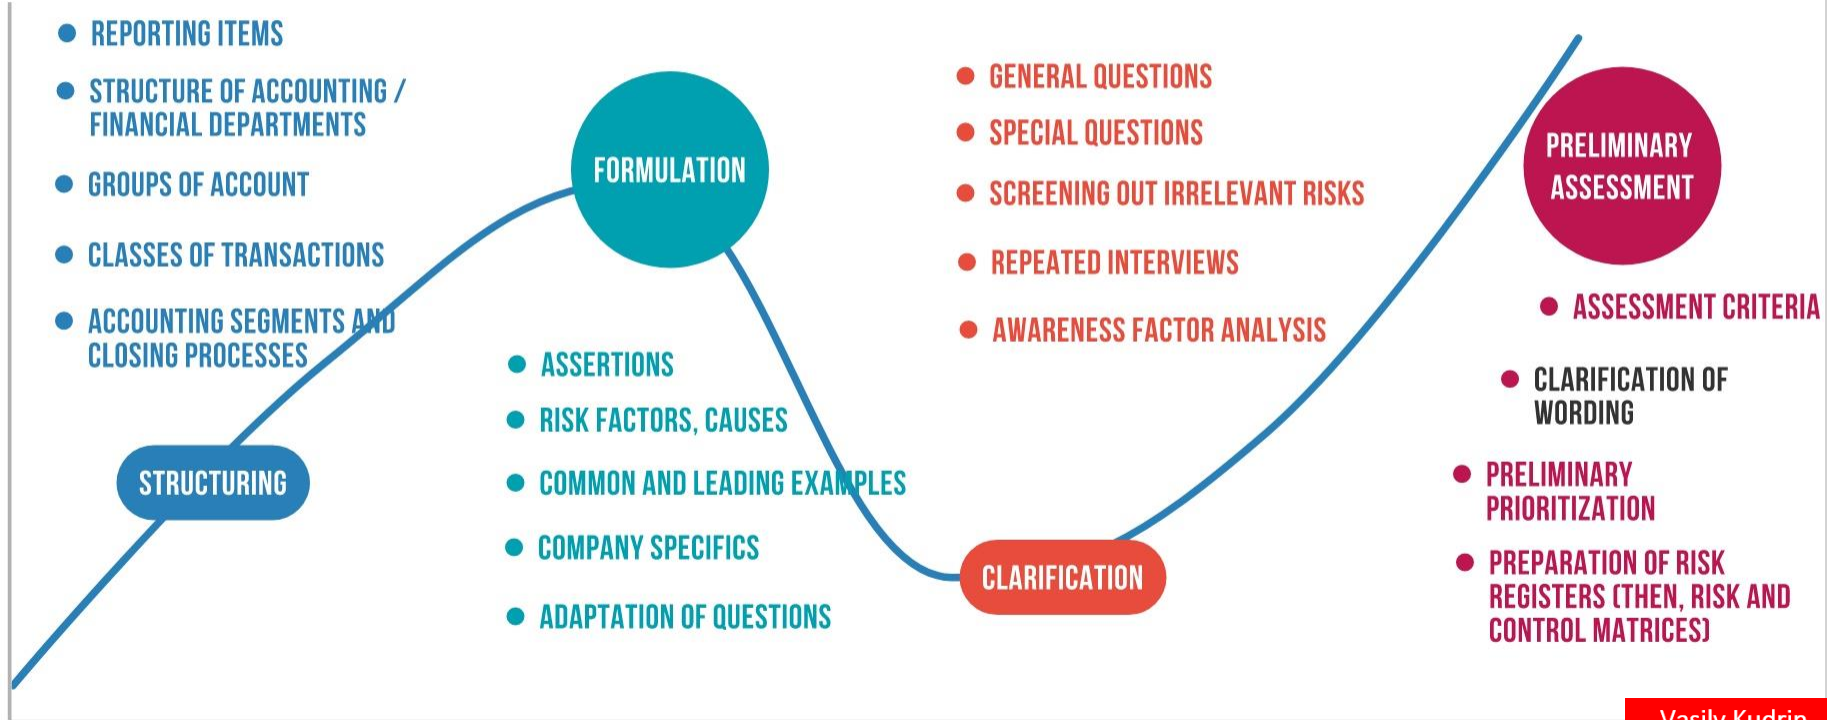 REPORTING ITEMS
STRUCTURE OF ACCOUNTING /
FINANCIAL DEPARTMENTS
GROUPS OF ACCOUNT
CLASSES OF TRANSACTIONS
ACCOUNTING SEGMENTS AND
CLOSING PROCESSES
STRUCTURING
FORMULATION
ASSERTIONS
RISK FACTORS, CAUSES
COMMON AND LEADING EXAMPLES
COMPANY SPECIFICS
ADAPTATION OF QUESTIONS
GENERAL QUESTIONS
SPECIAL QUESTIONS
SCREENING OUT IRRELEVANT RISKS
REPEATED INTERVIEWS
AWARENESS FACTOR ANALYSIS
CLARIFICATION
PRELIMINARY
ASSESSMENT
ASSESSMENT CRITERIA
CLARIFICATION OF
WORDING
PRELIMINARY
PRIORITIZATION
PREPARATION OF RISK
REGISTERS (THEN, RISK AND
CONTROL MATRICES)
Vasily Kudrin